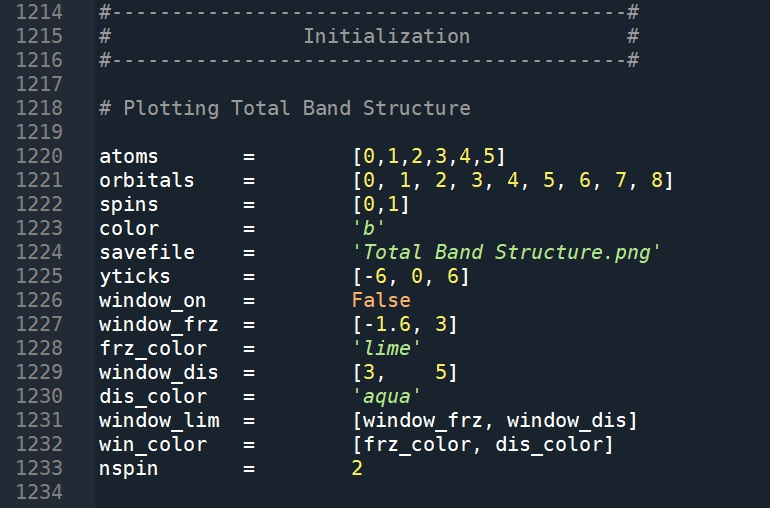 1214 #-------------------------------------------#
1215 #                Initialization             #
1216 #-------------------------------------------#
1217
1218 # Plotting Total Band Structure
1219
1220 atoms       =        [0,1,2,3,4,5]
1221 orbitals    =        [0, 1, 2, 3, 4, 5, 6, 7, 8]
1222 spins       =        [0,1]
1223 color       =        'b'
1224 savefile    =        'Total Band Structure.png'
1225 yticks      =        [-6, 0, 6]
1226 window_on   =        False
1227 window_frz  =        [-1.6, 3]
1228 frz_color   =        'lime'
1229 window_dis  =        [3,    5]
1230 dis_color   =        'aqua'
1231 window_lim  =        [window_frz, window_dis]
1232 win_color   =        [frz_color, dis_color]
1233 nspin       =        2
1234